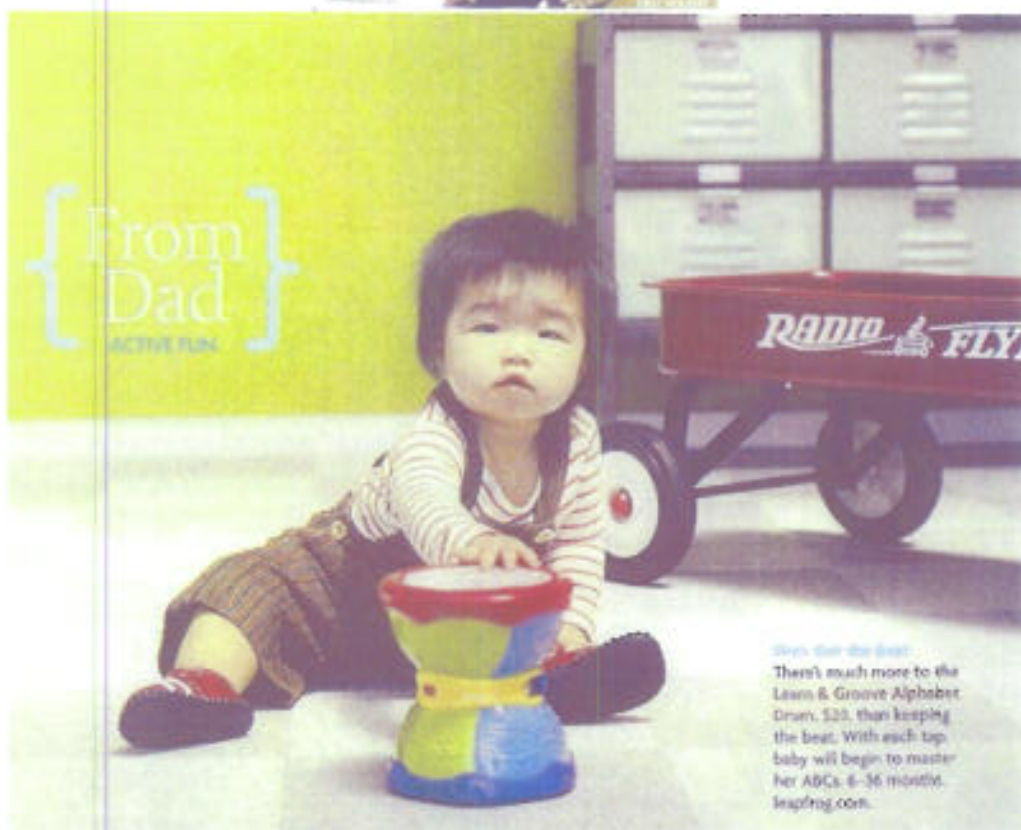 From
Dad
ACTIVE FUN
RADIO FLY
There's much more to the
Learn & Groove Alphabet
Drum, $20, than keeping
the beat. With each tap,
baby will begin to master
her ABCs. 6–36 months.
leapfrog.com.